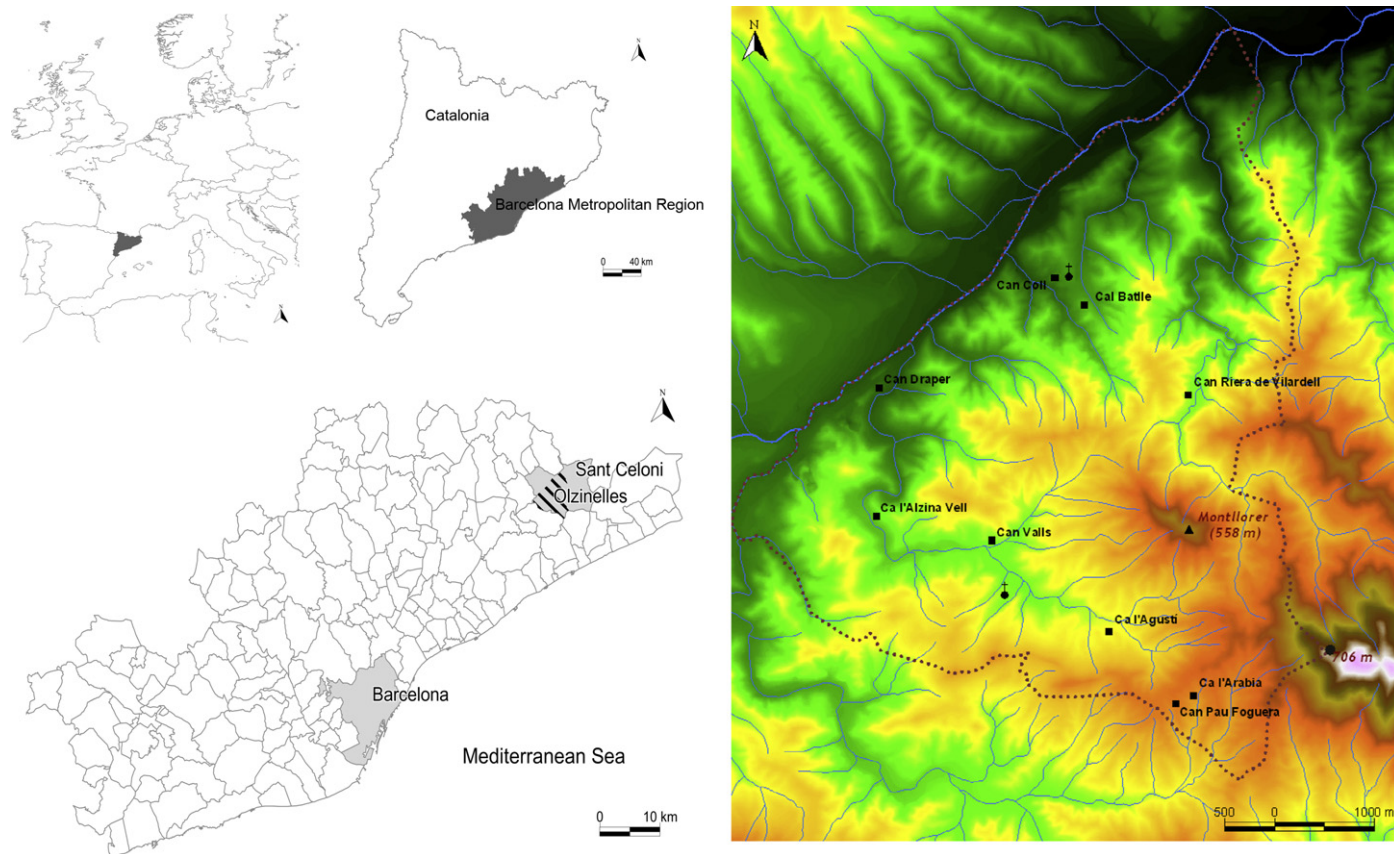 N
Catalonia
Barcelona Metropolitan Region
0 40 km
N
N
Sant Celoni
Olzinelles
Barcelona
Mediterranean Sea
0 10 km
N
Can Coll
Cal Batlle
Can Draper
Can Riera de Vilardell
Ca l'Alzina Vell
Can Valls
Montllorer
(558 m)
Ca l'Agustí
706 m
Ca l'Arabia
Can Pau Foguera
500 0 1000 m